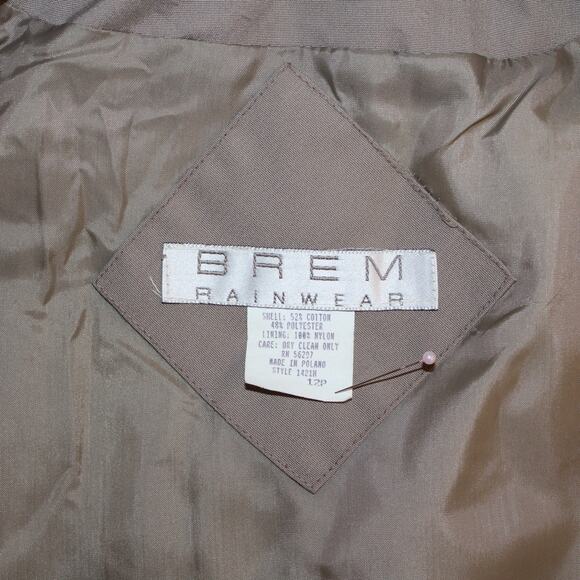 BREM
RAINWEAR
SHELL: 52% COTTON
48% POLYESTER
LINING: 100% NYLON
CARE: DRY CLEAN ONLY
RN 56297
MADE IN POLAND
STYLE 1421H
12P